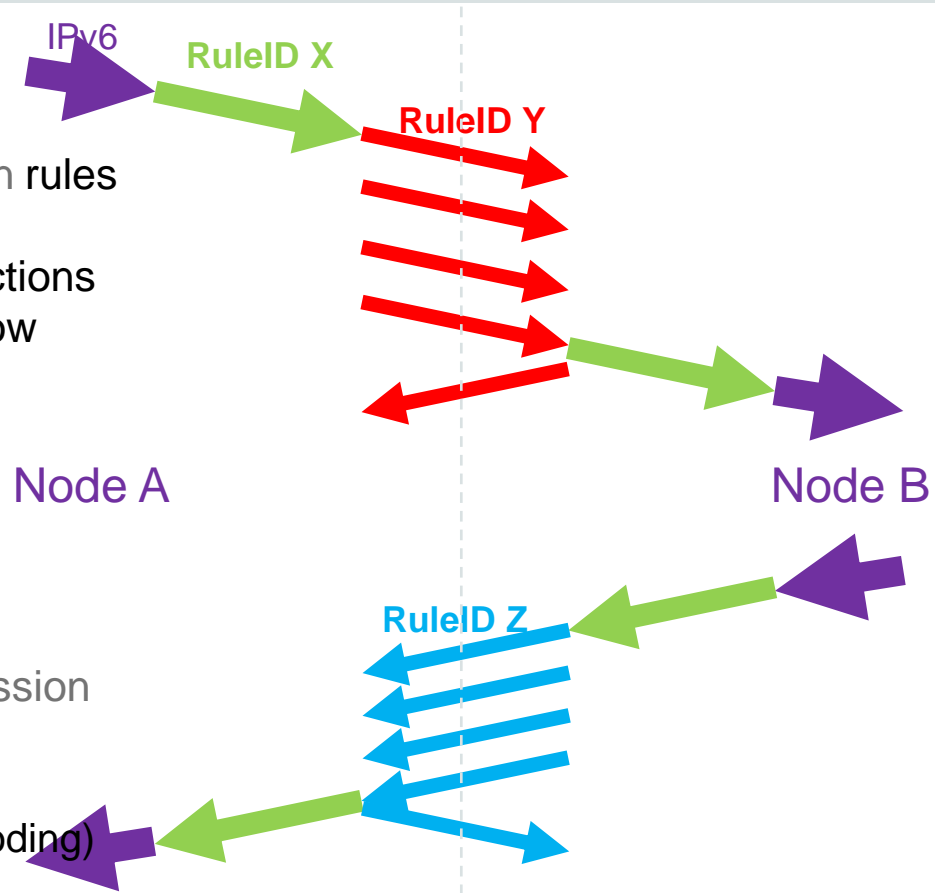 IPv6
RuleID X
RuleID Y
n rules
ctions
ow
Node A
Node B
RuleID Z
ssion
oding)